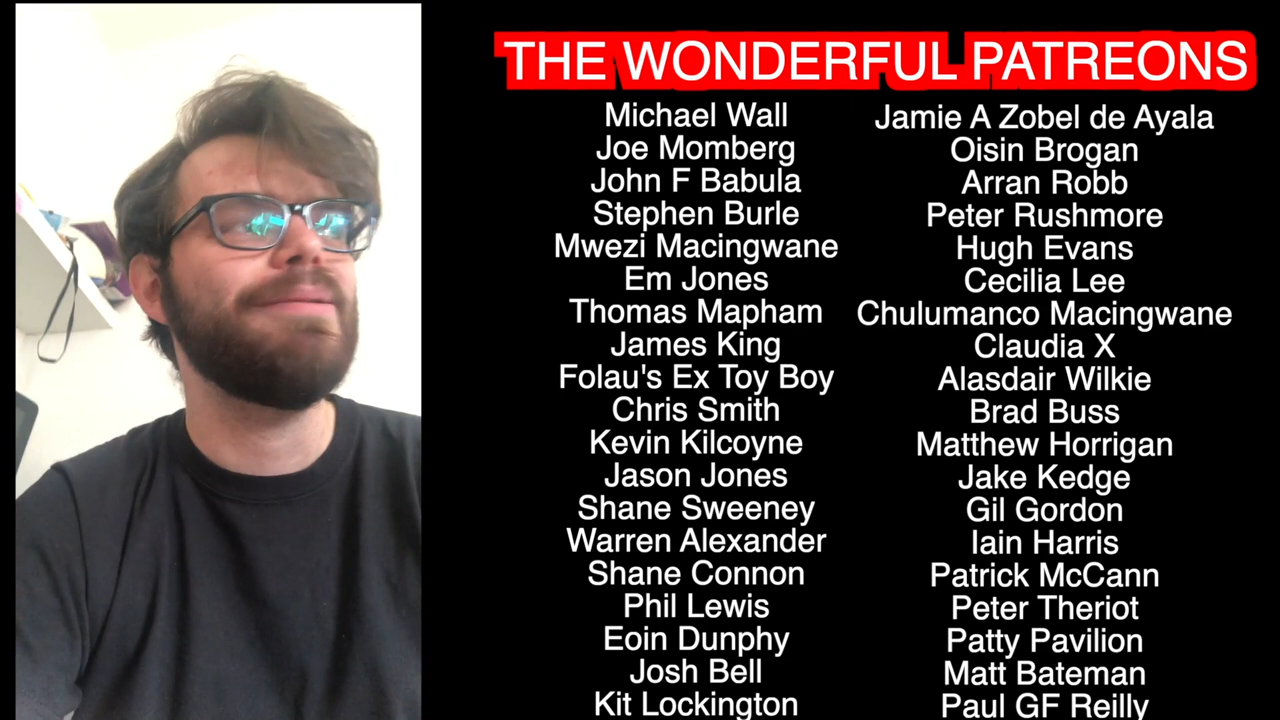 THE WONDERFUL PATREONS
Michael Wall
Joe Momberg
John F Babula
Stephen Burle
Mwezi Macingwane
Em Jones
Thomas Mapham
James King
Folau's Ex Toy Boy
Chris Smith
Kevin Kilcoyne
Jason Jones
Shane Sweeney
Warren Alexander
Shane Connon
Phil Lewis
Eoin Dunphy
Josh Bell
Kit Lockington
Jamie A Zobel de Ayala
Oisin Brogan
Arran Robb
Peter Rushmore
Hugh Evans
Cecilia Lee
Chulumanco Macingwane
Claudia X
Alasdair Wilkie
Brad Buss
Matthew Horrigan
Jake Kedge
Gil Gordon
Iain Harris
Patrick McCann
Peter Theriot
Patty Pavilion
Matt Bateman
Paul GF Reilly